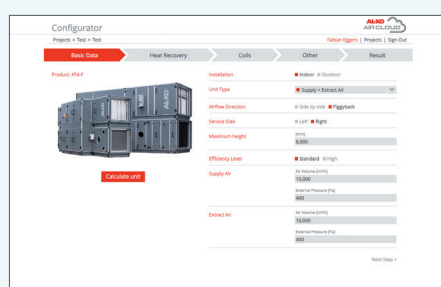 Configurator
AL-KO
AIR CLOUD
Projects > Test > Test
Fabian Eggers | Projects | Sign Out
Basic Data
Heat Recovery
Coils
Other
Result
Product: AT4-F
Installation
Indoor Outdoor
Unit Type
Supply + Extract Air
Airflow Direction
Side by side Piggyback
Service Side
Left Right
Maximum height
[mm]
6,000
Efficiency Level
Standard High
Calculate unit
Supply Air
Air Volume [m³/h]
10,000
External Pressure [Pa]
400
Extract Air
Air Volume [m³/h]
10,000
External Pressure [Pa]
400
Next Step >